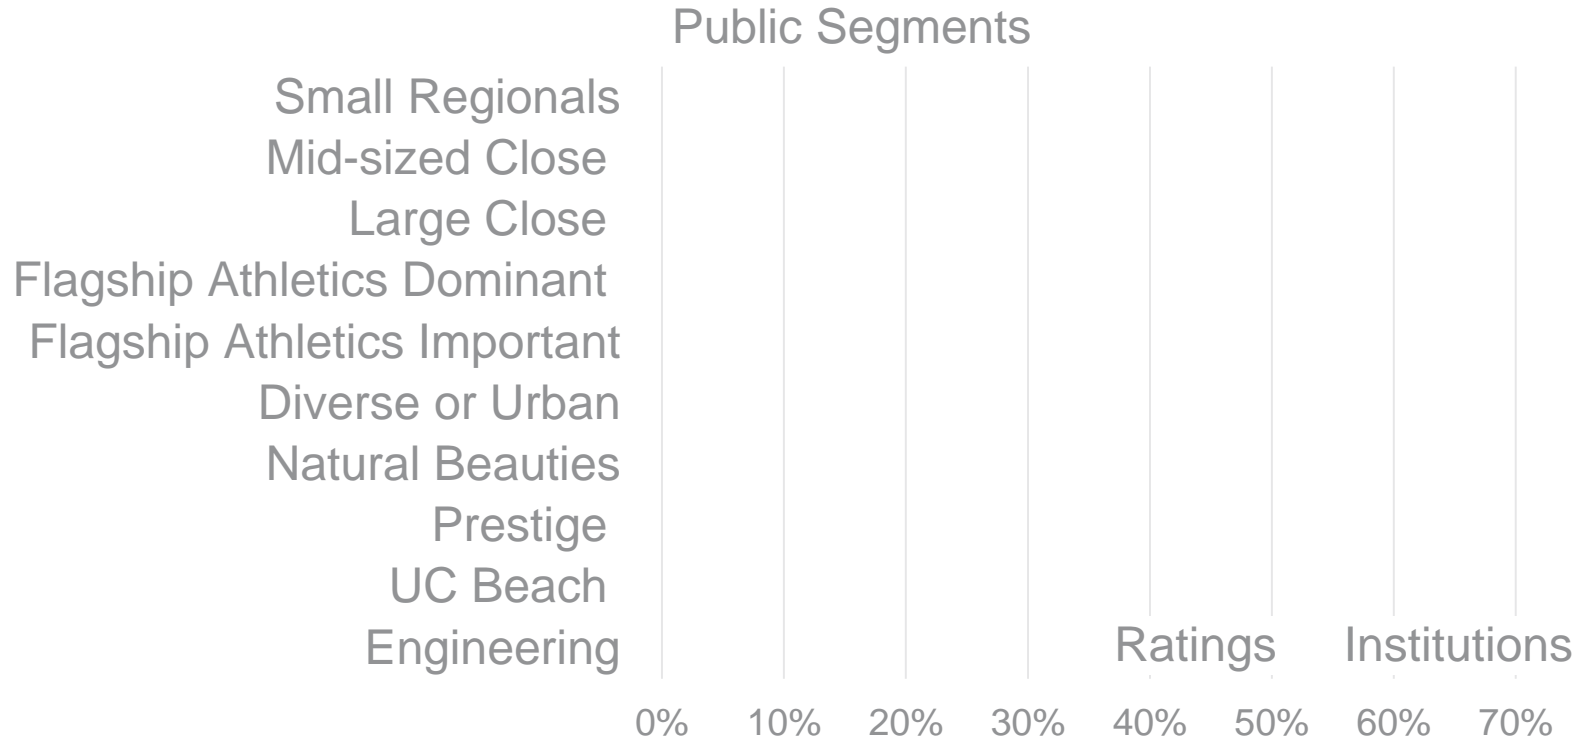 Public Segments
Small Regionals
Mid-sized Close
Large Close
Flagship Athletics Dominant
Flagship Athletics Important
Diverse or Urban
Natural Beauties
Prestige
UC Beach
Engineering
Ratings Institutions
0% 10% 20% 30% 40% 50% 60% 70%